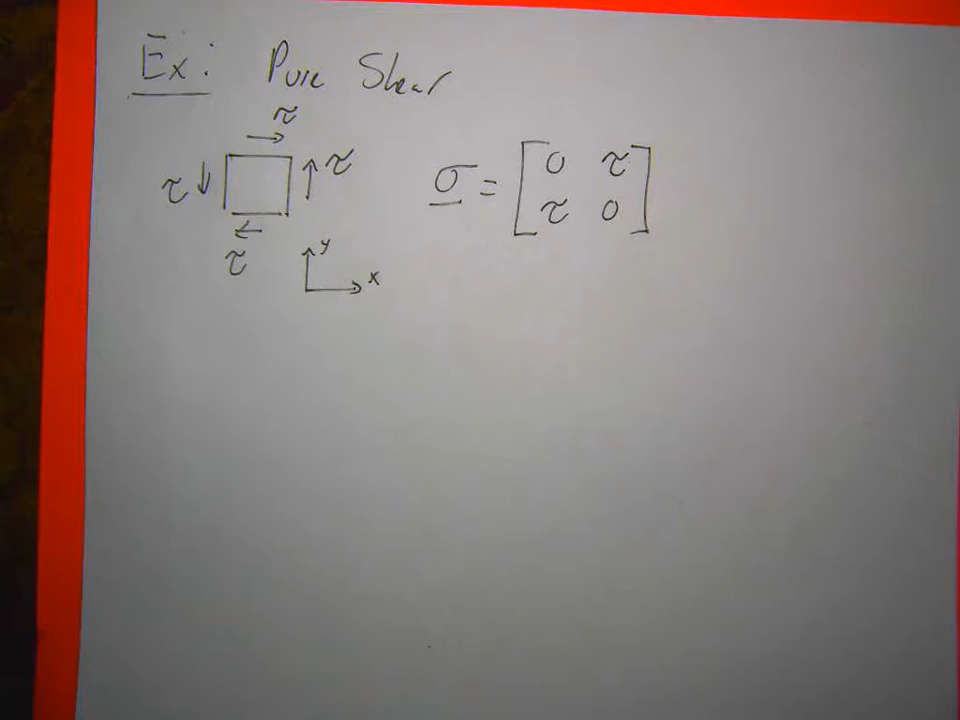 Ex: Pure Shear
τ
τ τ
τ
y
x
σ = [0 τ
τ 0]